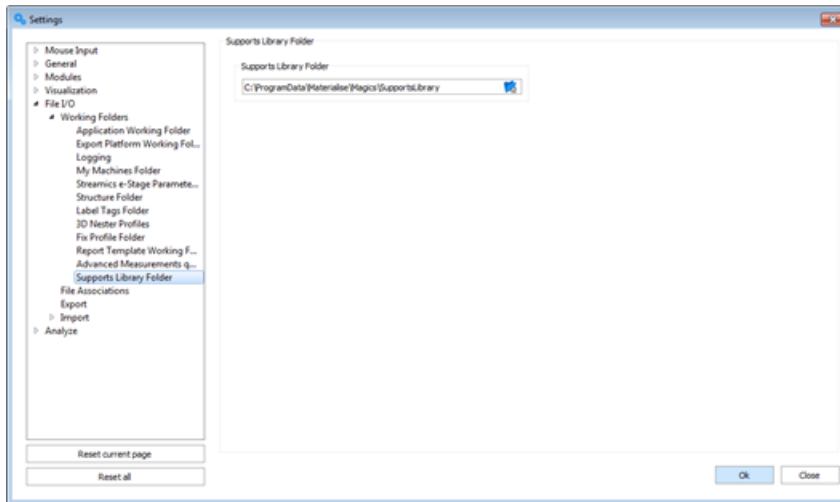 Settings
Mouse Input
General
Modules
Visualization
File I/O
Working Folders
Application Working Folder
Export Platform Working Fol...
Logging
My Machines Folder
Streamics e-Stage Paramete...
Structure Folder
Label Tags Folder
3D Nester Profiles
Fix Profile Folder
Report Template Working F...
Advanced Measurements q...
Supports Library Folder
File Associations
Export
Import
Analyze
Reset current page
Reset all
Supports Library Folder
Supports Library Folder
C:\ProgramData\Materialise\Magics\SupportsLibrary
Ok
Close